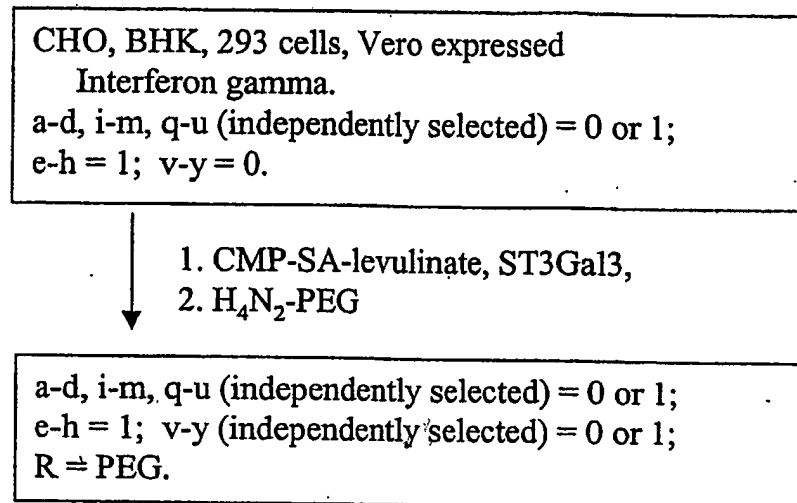 CHO, BHK, 293 cells, Vero expressed
Interferon gamma.
a-d, i-m, q-u (independently selected) = 0 or 1;
e-h = 1; v-y = 0.
1. CMP-SA-levulinate, ST3Gal3,
2. H₄N₂-PEG
a-d, i-m, q-u (independently selected) = 0 or 1;
e-h = 1; v-y (independently selected) = 0 or 1;
R = PEG.